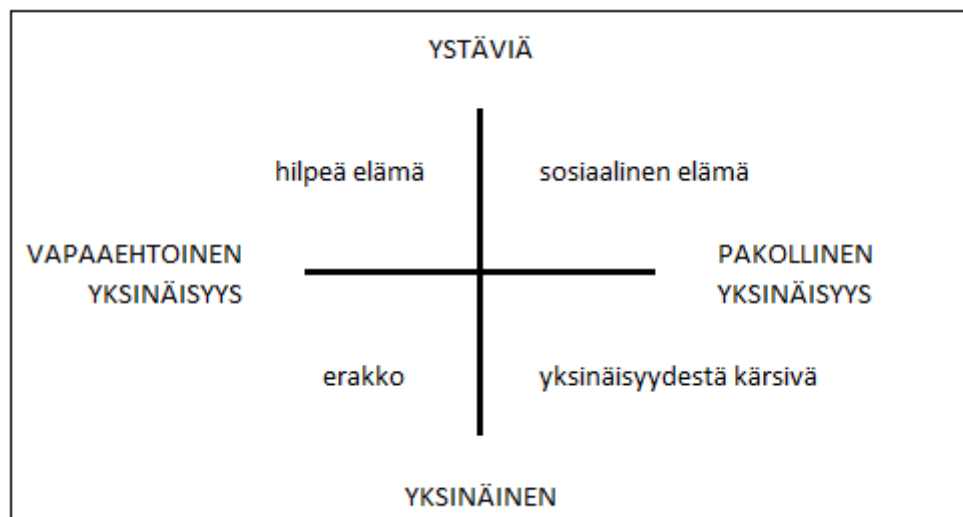 YSTÄVIÄ
hilpeä elämä
sosiaalinen elämä
VAPAAEHTOINEN
YKSINÄISYYS
PAKOLLINEN
YKSINÄISYYS
erakko
yksinäisyydestä kärsivä
YKSINÄINEN